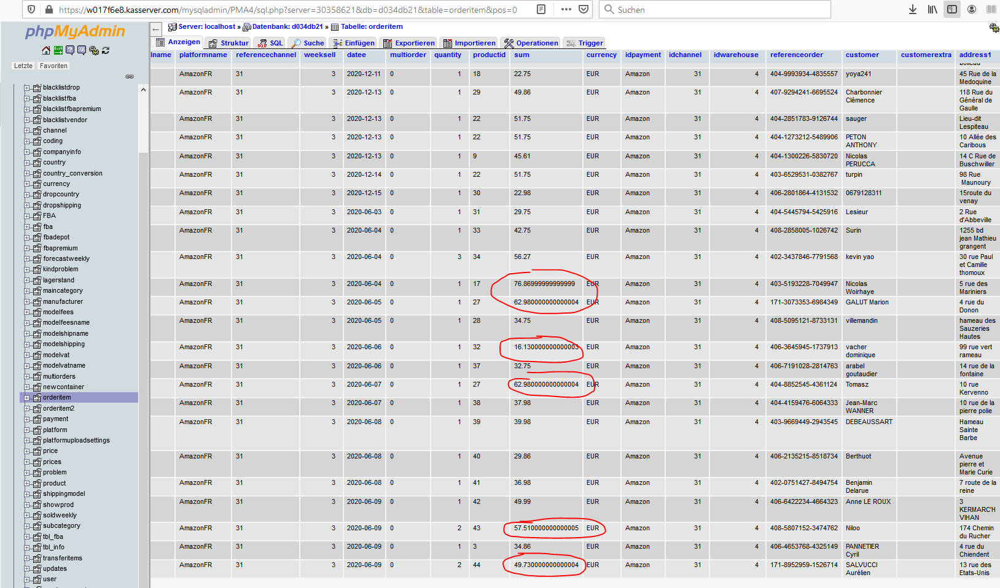 https://w017f6e8.kasserver.com/mysqladmin/PMA4/sql.php?server=30358621&db=d034db21&table=orderitem&pos=0
Suchen
phpMyAdmin
Letzte Favoriten
blacklistdrop
blacklistfba
blacklistfbapremium
blacklistvendor
channel
coding
companyinfo
country
country_conversion
currency
dropcountry
dropshipping
FBA
fba
fbadepot
fbapremium
forecastweekly
kindproblem
lagerstand
maincategory
manufacturer
modelfees
modelfeesname
modelshipname
modelshipping
modelvat
modelvatname
multiorders
newcontainer
orderitem
orderitem2
payment
platform
platformuploadsettings
price
prices
problem
product
shippingmodel
showprod
soldweekly
subcategory
tbl_fba
tbl_info
transferitems
updates
user
Server: localhost » Datenbank: d034db21 » Tabelle: orderitem
Anzeigen Struktur SQL Suche Einfügen Exportieren Importieren Operationen Trigger
lname platformname referencechannel weeksell datee multiorder quantity productid sum currency idpayment idchannel idwarehouse referenceorder customer customerextra address1
AmazonFR 31 3 2020-12-11 0 1 18 22.75 EUR Amazon 31 4 404-9993934-4835557 yoya241 45 Rue de la
Medoquine
AmazonFR 31 3 2020-12-13 0 1 29 49.86 EUR Amazon 31 4 407-9294241-6695524 Charbonnier 118 Rue du
Clémence Général de
Gaulle
AmazonFR 31 3 2020-12-13 0 1 22 51.75 EUR Amazon 31 4 404-2851783-9126744 sauger Lieu-dit
Lespiteau
AmazonFR 31 3 2020-12-13 0 1 22 51.75 EUR Amazon 31 4 404-1273212-5489906 PETON 10 Allée des
ANTHONY Caribous
AmazonFR 31 3 2020-12-13 0 1 9 45.61 EUR Amazon 31 4 404-1300226-5830720 Nicolas 14 C Rue de
PERUCCA Buschwiller
AmazonFR 31 3 2020-12-14 0 1 22 51.75 EUR Amazon 31 4 403-6529531-0382767 turpin 98 Rue
Maunoury
AmazonFR 31 3 2020-12-15 0 1 30 22.98 EUR Amazon 31 4 406-2801864-4131532 0679128311 15route du
venay
AmazonFR 31 3 2020-06-03 0 1 31 29.75 EUR Amazon 31 4 404-5445794-5425916 Lesieur 2 Rue
d'Abbeville
AmazonFR 31 3 2020-06-04 0 1 33 42.75 EUR Amazon 31 4 408-2858005-1026742 Surin 1255 bd
jean Mathieu
grangent
AmazonFR 31 3 2020-06-04 0 3 34 56.27 EUR Amazon 31 4 402-3437846-7791568 kevin yao 30 rue Paul
et Camille
thomoux
AmazonFR 31 3 2020-06-04 0 1 17 76.86999999999999 EUR Amazon 31 4 403-5193228-7049947 Nicolas 5 rue des
Woirhaye Mariniers
AmazonFR 31 3 2020-06-05 0 1 27 62.980000000000004 EUR Amazon 31 4 171-3073353-6984349 GALUT Marion 4 rue du
Donon
AmazonFR 31 3 2020-06-05 0 1 28 34.75 EUR Amazon 31 4 408-5095121-8733131 villemandin hameau des
Sauzeries
Hautes
AmazonFR 31 3 2020-06-06 0 1 32 16.130000000000003 EUR Amazon 31 4 406-3645945-1737913 vacher 99 rue vert
dominique rameau
AmazonFR 31 3 2020-06-06 0 1 37 32.75 EUR Amazon 31 4 406-7191028-2814763 arabel 14 rue de la
goutaudier fontaine
AmazonFR 31 3 2020-06-07 0 1 27 62.980000000000004 EUR Amazon 31 4 404-8852545-4361124 Tomasz 10 rue
Kervenno
AmazonFR 31 3 2020-06-07 0 1 38 37.98 EUR Amazon 31 4 404-4159476-6064333 Jean-Marc 10 rue de la
WANNER pierre polie
AmazonFR 31 3 2020-06-08 0 1 39 39.98 EUR Amazon 31 4 403-9669449-2943545 DEBEAUSSART Hameau
Sainte
Barbe
AmazonFR 31 3 2020-06-08 0 1 40 29.86 EUR Amazon 31 4 406-2135215-8518734 Berthuot Avenue
pierre et
Marie Curie
AmazonFR 31 3 2020-06-08 0 1 41 36.98 EUR Amazon 31 4 402-0751427-8494754 Benjamin 7 route de la
Delarue reine
AmazonFR 31 3 2020-06-09 0 1 42 49.99 EUR Amazon 31 4 406-6422234-4664323 Anne LE ROUX 3
KERMARC'H
VIHAN
AmazonFR 31 3 2020-06-09 0 2 43 57.510000000000005 EUR Amazon 31 4 408-5807152-3474762 Niloo 174 Chemin
du Rucher
AmazonFR 31 3 2020-06-09 0 1 3 34.86 EUR Amazon 31 4 406-4653768-4325149 PANNETIER 4 rue du
Cyril Chiendent
AmazonFR 31 3 2020-06-09 0 2 44 49.730000000000004 EUR Amazon 31 4 171-8952959-1526714 SALVUCCI 13 rue des
Aurélien Etats-Unis